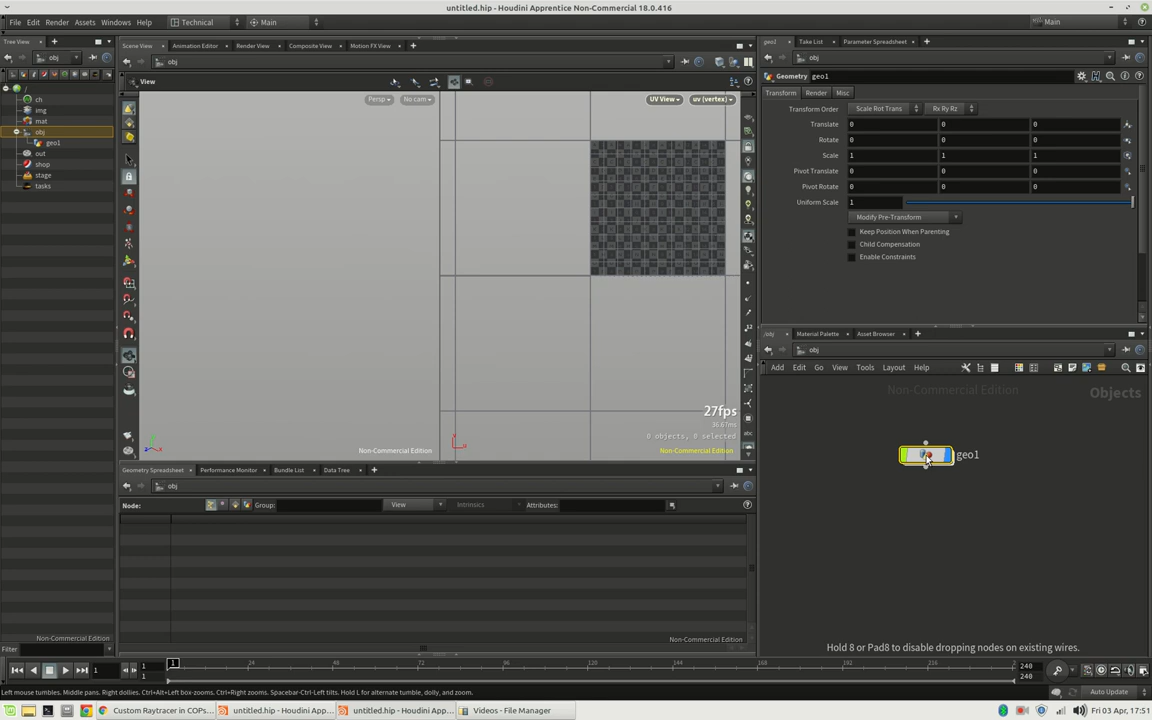 untitled.hip - Houdini Apprentice Non-Commercial 18.0.416
File Edit Render Assets Windows Help Technical Main Main
Tree View
obj
/
ch
img
mat
obj
geo1
out
shop
stage
tasks
Non-Commercial Edition
Filter
Scene View Animation Editor Render View Composite View Motion FX View
obj
View
Persp No cam
UV View uv (vertex)
27fps
36.67ms
0 objects, 0 selected
Non-Commercial Edition
Non-Commercial Edition
Geometry Spreadsheet Performance Monitor Bundle List Data Tree
obj
Node: Group: View Intrinsics Attributes:
Non-Commercial Edition
geo1 Take List Parameter Spreadsheet
obj
Geometry geo1
Transform Render Misc
Transform Order Scale Rot Trans Rx Ry Rz
Translate 0 0 0
Rotate 0 0 0
Scale 1 1 1
Pivot Translate 0 0 0
Pivot Rotate 0 0 0
Uniform Scale 1
Modify Pre-Transform
Keep Position When Parenting
Child Compensation
Enable Constraints
/obj Material Palette Asset Browser
obj
Add Edit Go View Tools Layout Help
Non-Commercial Edition Objects
geo1
Hold 8 or Pad8 to disable dropping nodes on existing wires.
1 1 1 1 24 48 72 96 120 144 168 192 216 240 240
Left mouse tumbles. Middle pans. Right dollies. Ctrl+Alt+Left box-zooms. Ctrl+Right zooms. Spacebar-Ctrl-Left tilts. Hold L for alternate tumble, dolly, and zoom. Auto Update
Custom Raytracer in COPs... untitled.hip - Houdini App... untitled.hip - Houdini App... Videos - File Manager Fri 03 Apr, 17:51